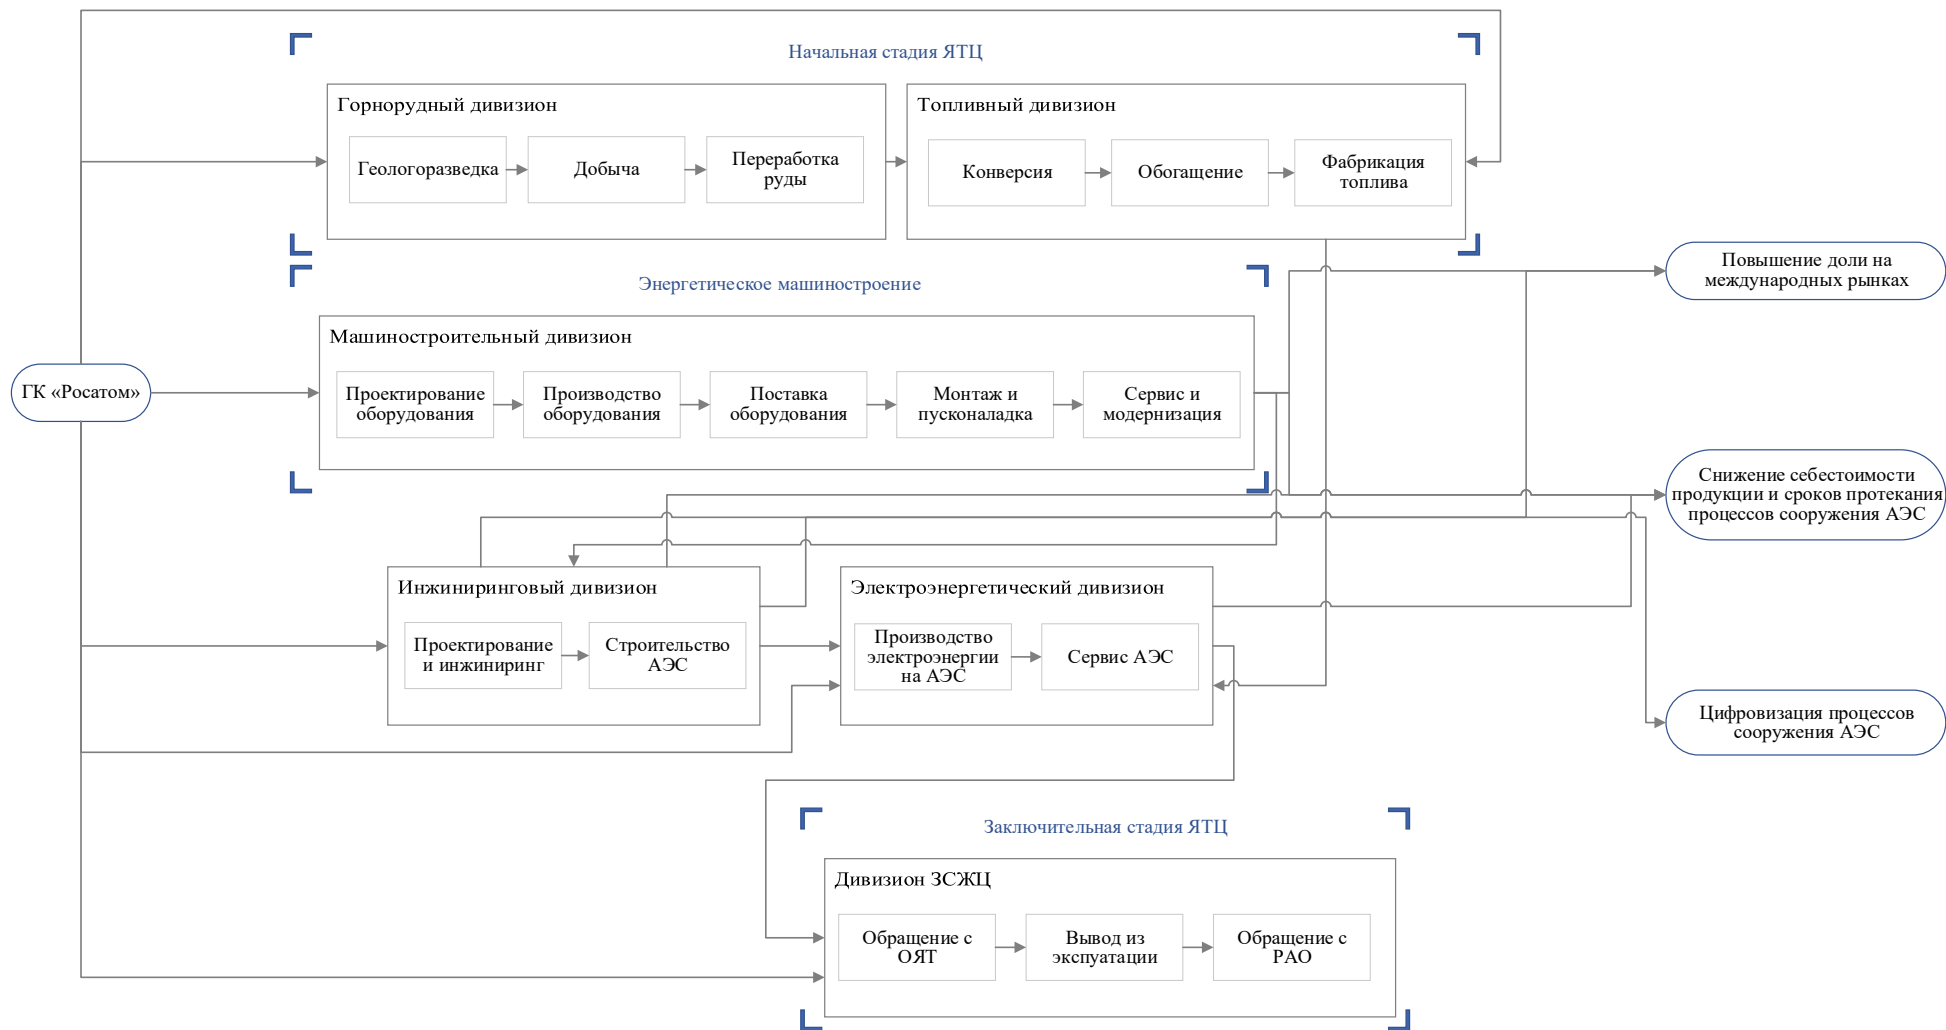 Начальная стадия ЯТЦ
Горнорудный дивизион
Геологоразведка
Добыча
Переработка
руды
Топливный дивизион
Конверсия
Обогащение
Фабрикация
топлива
Энергетическое машиностроение
Машиностроительный дивизион
Проектирование
оборудования
Производство
оборудования
Поставка
оборудования
Монтаж и
пусконаладка
Сервис и
модернизация
ГК «Росатом»
Повышение доли на
международных рынках
Снижение себестоимости
продукции и сроков протекания
процессов сооружения АЭС
Инжиниринговый дивизион
Проектирование
и инжиниринг
Строительство
АЭС
Электроэнергетический дивизион
Производство
электроэнергии
на АЭС
Сервис АЭС
Цифровизация процессов
сооружения АЭС
Заключительная стадия ЯТЦ
Дивизион ЗСЖЦ
Обращение с
ОЯТ
Вывод из
экспуатации
Обращение с
РАО